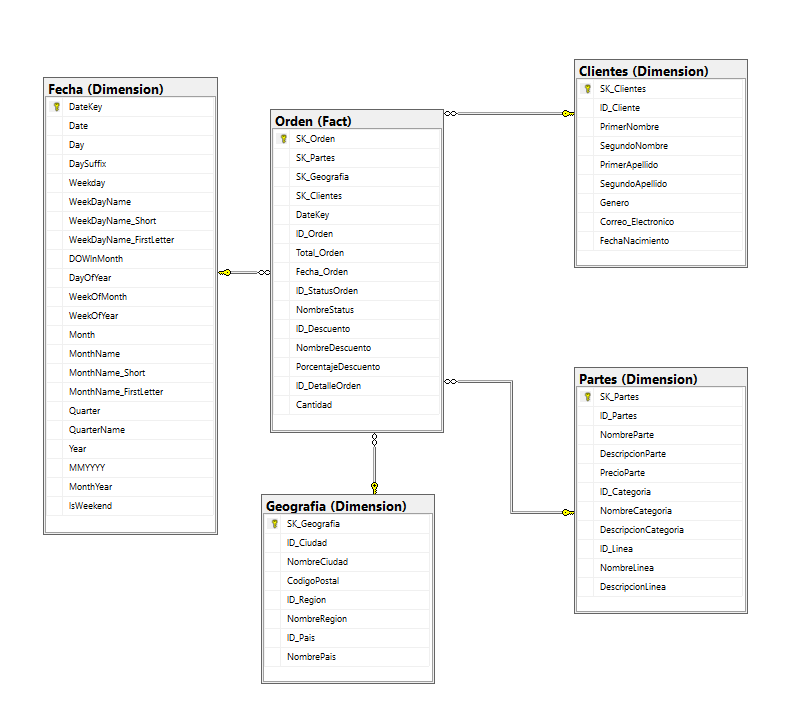 Fecha (Dimension)
DateKey
Date
Day
DaySuffix
Weekday
WeekDayName
WeekDayName_Short
WeekDayName_FirstLetter
DOWInMonth
DayOfYear
WeekOfMonth
WeekOfYear
Month
MonthName
MonthName_Short
MonthName_FirstLetter
Quarter
QuarterName
Year
MMYYYY
MonthYear
IsWeekend
Orden (Fact)
SK_Orden
SK_Partes
SK_Geografia
SK_Clientes
DateKey
ID_Orden
Total_Orden
Fecha_Orden
ID_StatusOrden
NombreStatus
ID_Descuento
NombreDescuento
PorcentajeDescuento
ID_DetalleOrden
Cantidad
Geografia (Dimension)
SK_Geografia
ID_Ciudad
NombreCiudad
CodigoPostal
ID_Region
NombreRegion
ID_Pais
NombrePais
Clientes (Dimension)
SK_Clientes
ID_Cliente
PrimerNombre
SegundoNombre
PrimerApellido
SegundoApellido
Genero
Correo_Electronico
FechaNacimiento
Partes (Dimension)
SK_Partes
ID_Partes
NombreParte
DescripcionParte
PrecioParte
ID_Categoria
NombreCategoria
DescripcionCategoria
ID_Linea
NombreLinea
DescripcionLinea